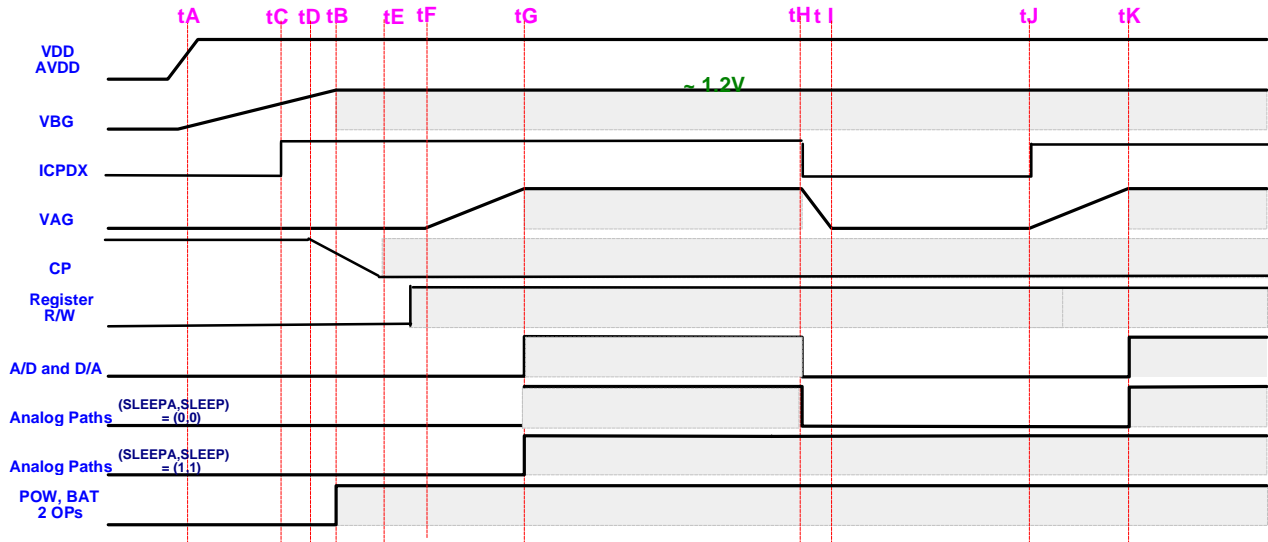 tA tC tD tB tE tF tG tH t I tJ tK
VDD
AVDD
~ 1.2V
VBG
ICPDX
VAG
CP
Register
R/W
A/D and D/A
(SLEEPA,SLEEP)
= (0,0)
Analog Paths
(SLEEPA,SLEEP)
= (1,1)
Analog Paths
POW, BAT
2 OPs